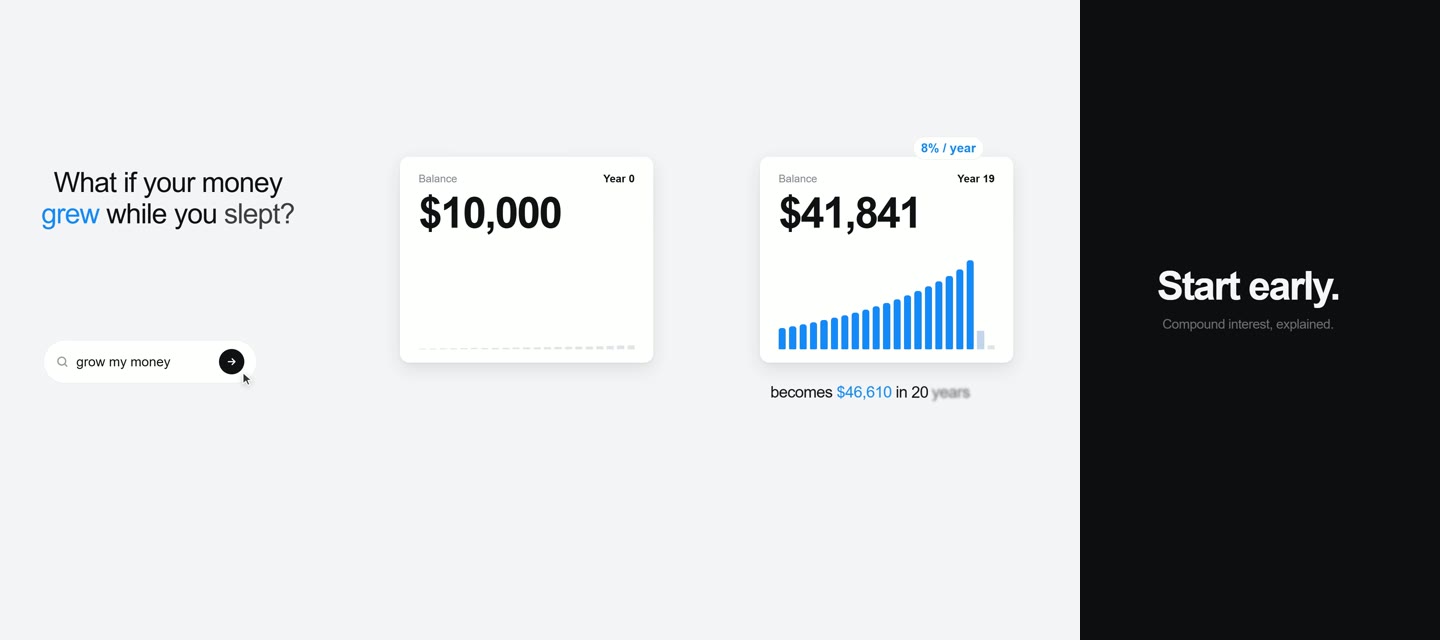 What if your money
grew while you slept?
grow my money
Balance
Year 0
$10,000
8% / year
Balance
Year 19
$41,841
becomes $46,610 in 20 years
Start early.
Compound interest, explained.